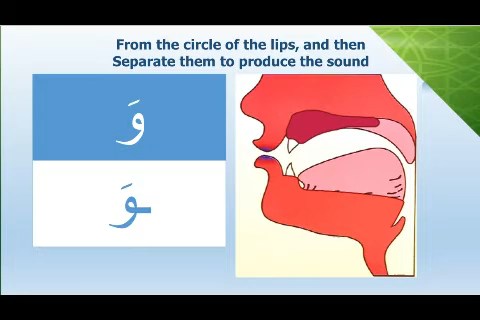 From the circle of the lips, and then
Separate them to produce the sound
وَ
ـوَ